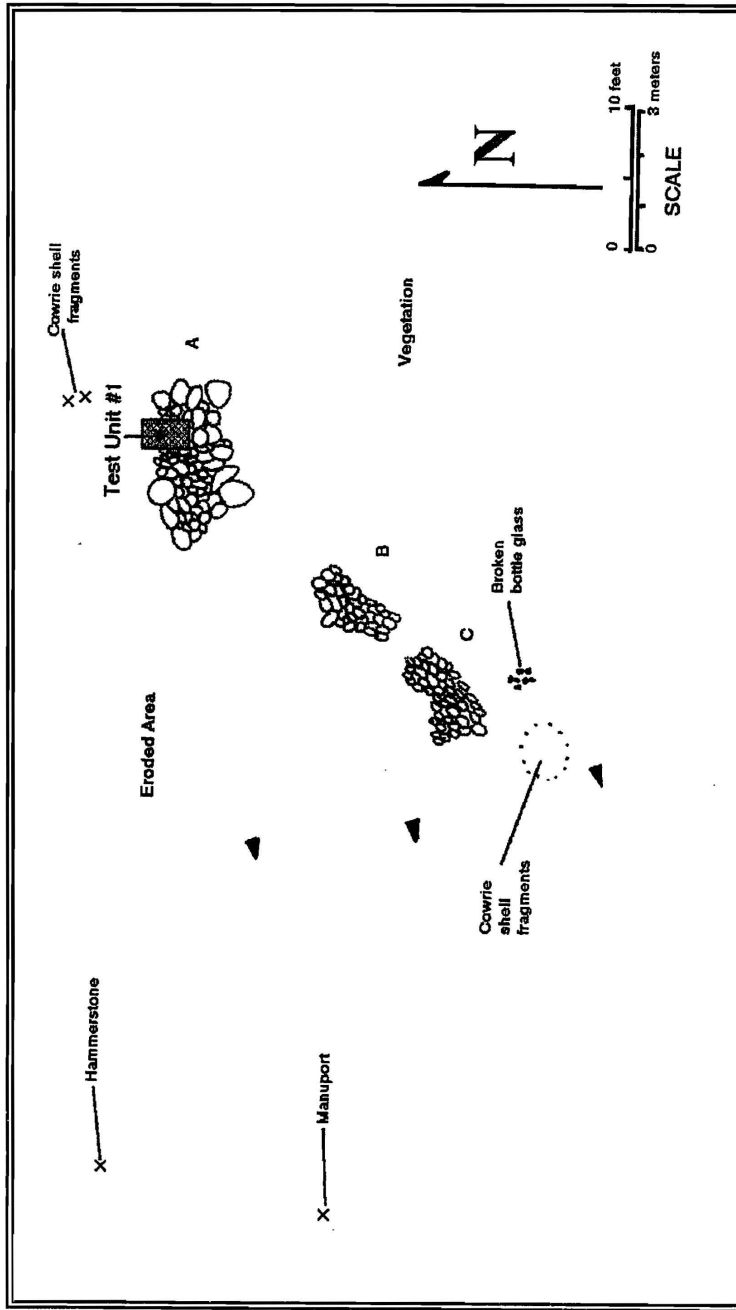 Cowrie shell
fragments
Test Unit #1
A
Hammerstone
Eroded Area
B
Vegetation
N
Manuport
C
Broken
bottle glass
Cowrie
shell
fragments
0 10 feet
0 3 meters
SCALE